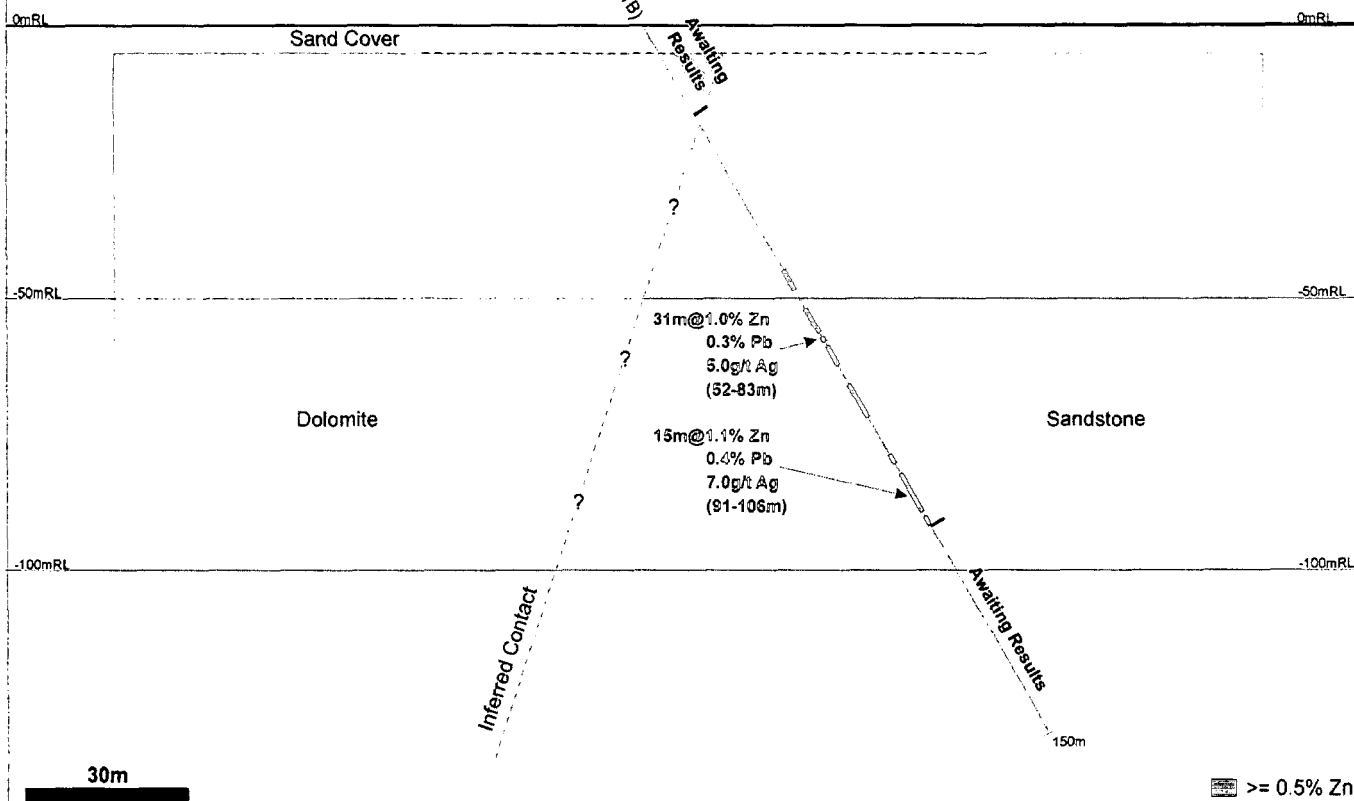 B)
0mRL
0mRL
Sand Cover
Awaiting
Results
?
-50mRL
-50mRL
31m@1.0% Zn
0.3% Pb
?
5.0g/t Ag
(52-83m)
Dolomite
Sandstone
15m@1.1% Zn
0.4% Pb
7.0g/t Ag
?
(91-106m)
-100mRL
-100mRL
Inferred Contact
Awaiting Results
150m
30m
>= 0.5% Zn